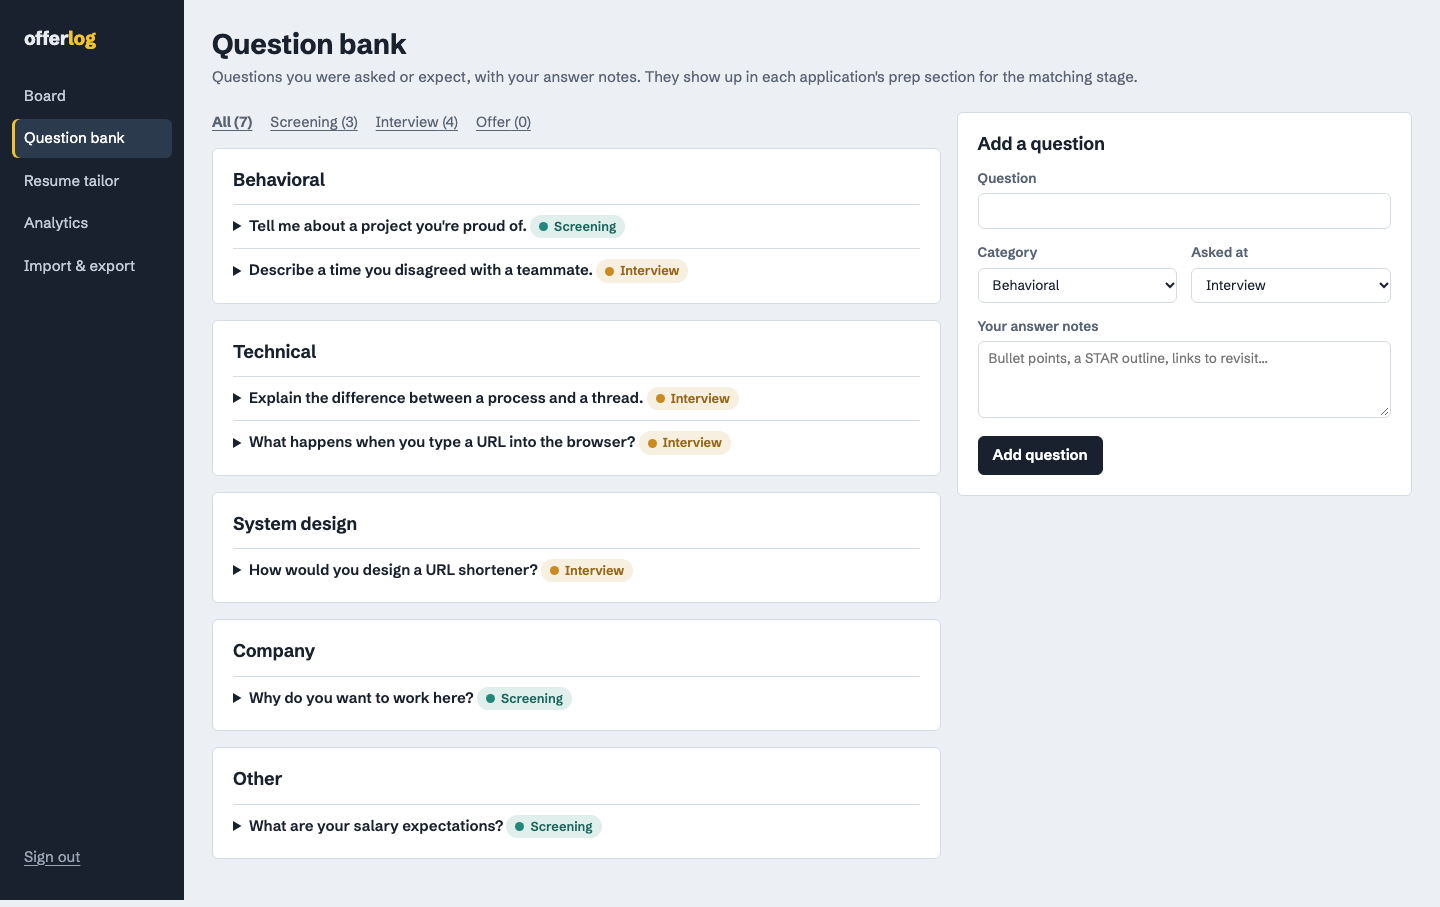 offerlog
Board
Question bank
Resume tailor
Analytics
Import & export
Sign out
Question bank
Questions you were asked or expect, with your answer notes. They show up in each application's prep section for the matching stage.
All (7) Screening (3) Interview (4) Offer (0)
Behavioral
Tell me about a project you're proud of. Screening
Describe a time you disagreed with a teammate. Interview
Technical
Explain the difference between a process and a thread. Interview
What happens when you type a URL into the browser? Interview
System design
How would you design a URL shortener? Interview
Company
Why do you want to work here? Screening
Other
What are your salary expectations? Screening
Add a question
Question
Category Asked at
Behavioral Interview
Your answer notes
Bullet points, a STAR outline, links to revisit...
Add question